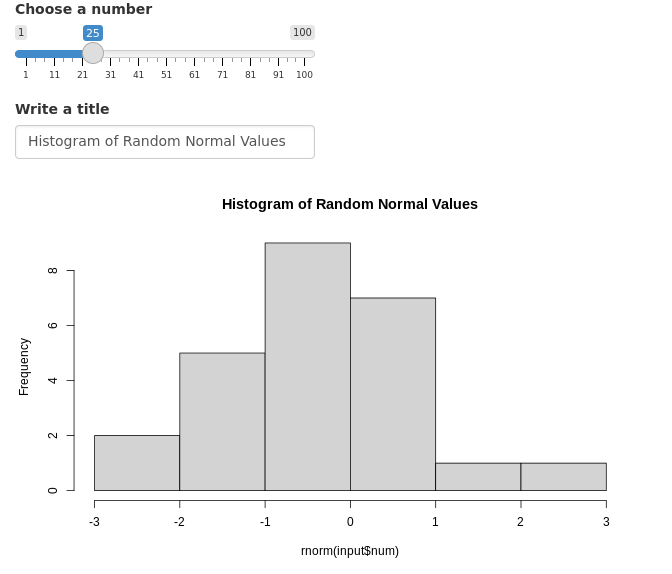 Choose a number
1 25 100
1 11 21 31 41 51 61 71 81 91 100
Write a title
Histogram of Random Normal Values
Histogram of Random Normal Values
8
6
4
2
0
Frequency
-3 -2 -1 0 1 2 3
rnorm(input$num)